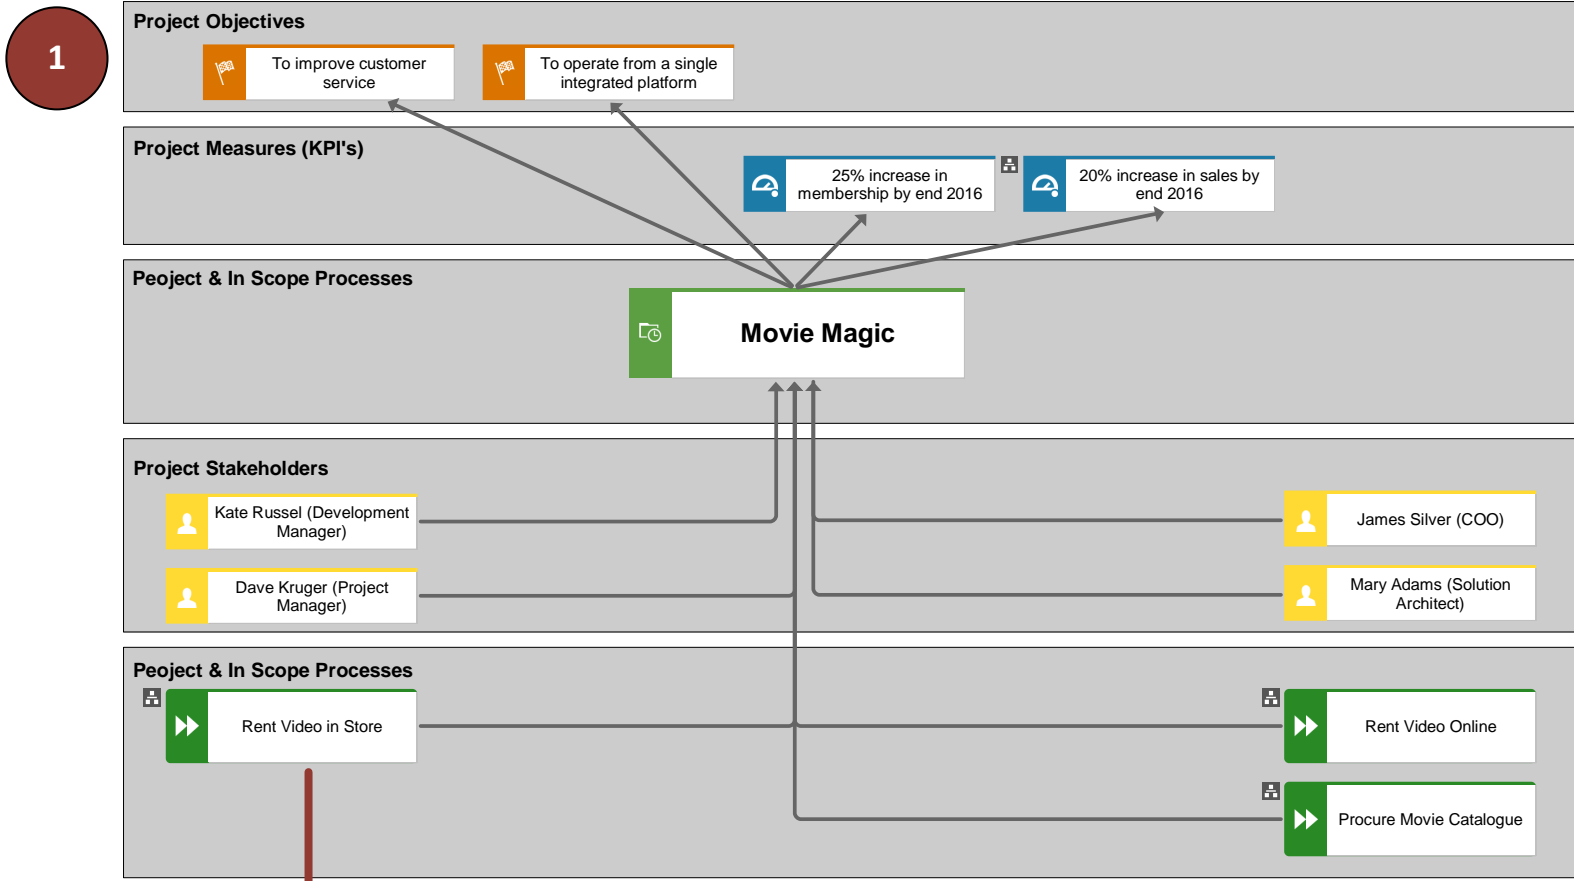 1
Project Objectives
To improve customer
service
To operate from a single
integrated platform
Project Measures (KPI's)
25% increase in
membership by end 2016
20% increase in sales by
end 2016
Peoject & In Scope Processes
Movie Magic
Project Stakeholders
Kate Russel (Development
Manager)
James Silver (COO)
Dave Kruger (Project
Manager)
Mary Adams (Solution
Architect)
Peoject & In Scope Processes
Rent Video in Store
Rent Video Online
Procure Movie Catalogue